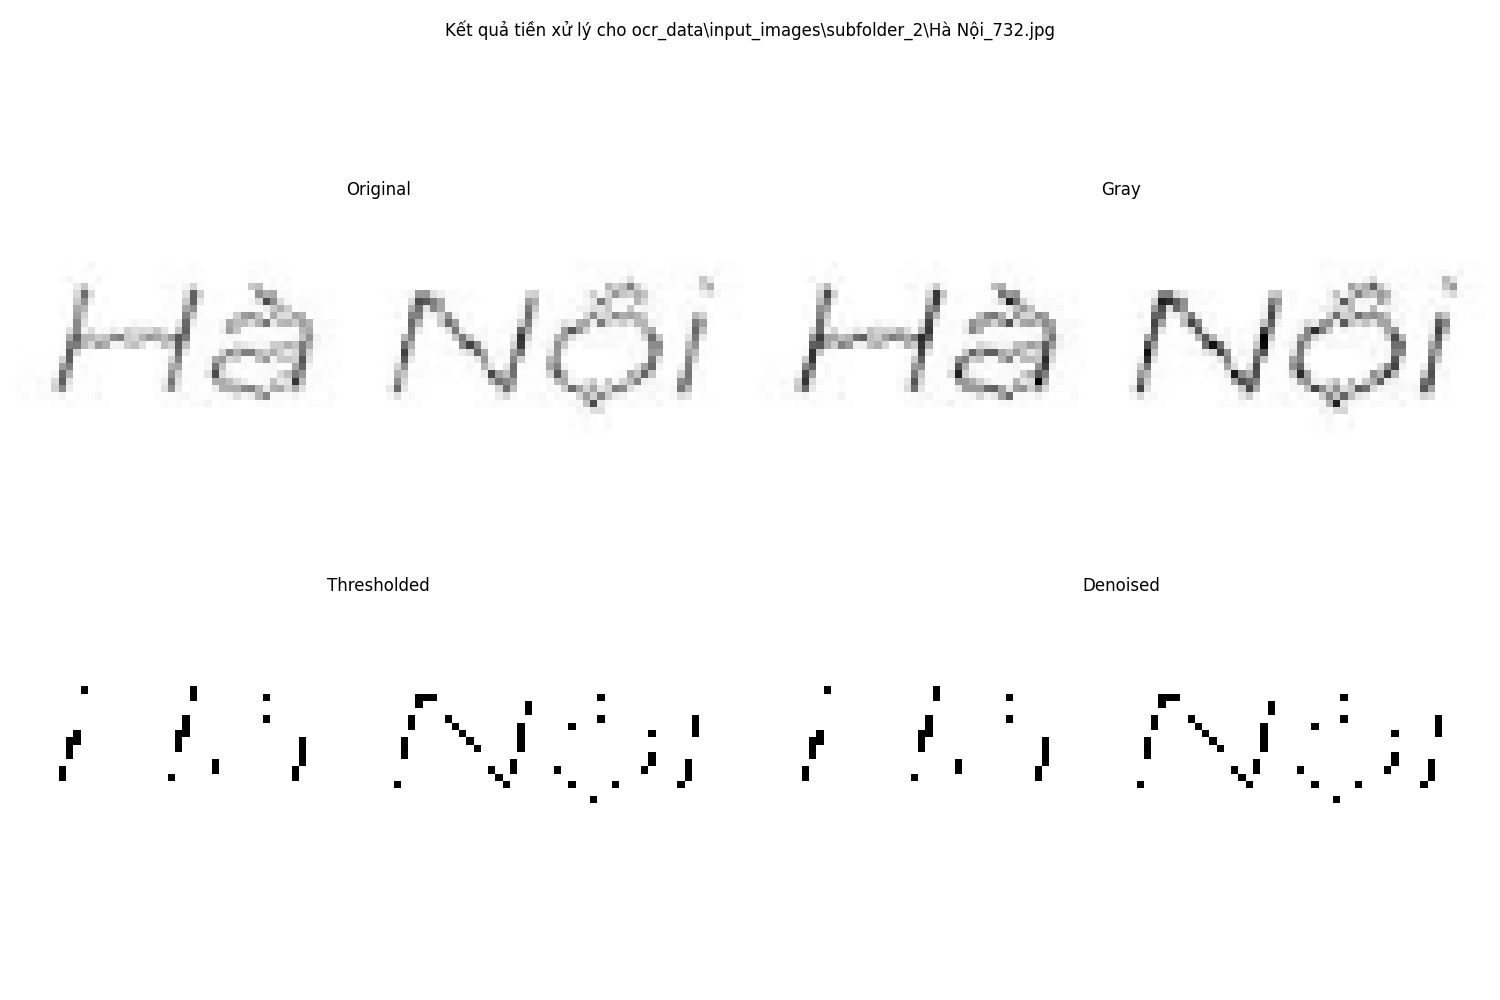 Kết quả tiền xử lý cho ocr_data\input_images\subfolder_2\Hà Nội_732.jpg
Original
Gray
Hà Nội
Hà Nội
Thresholded
Denoised